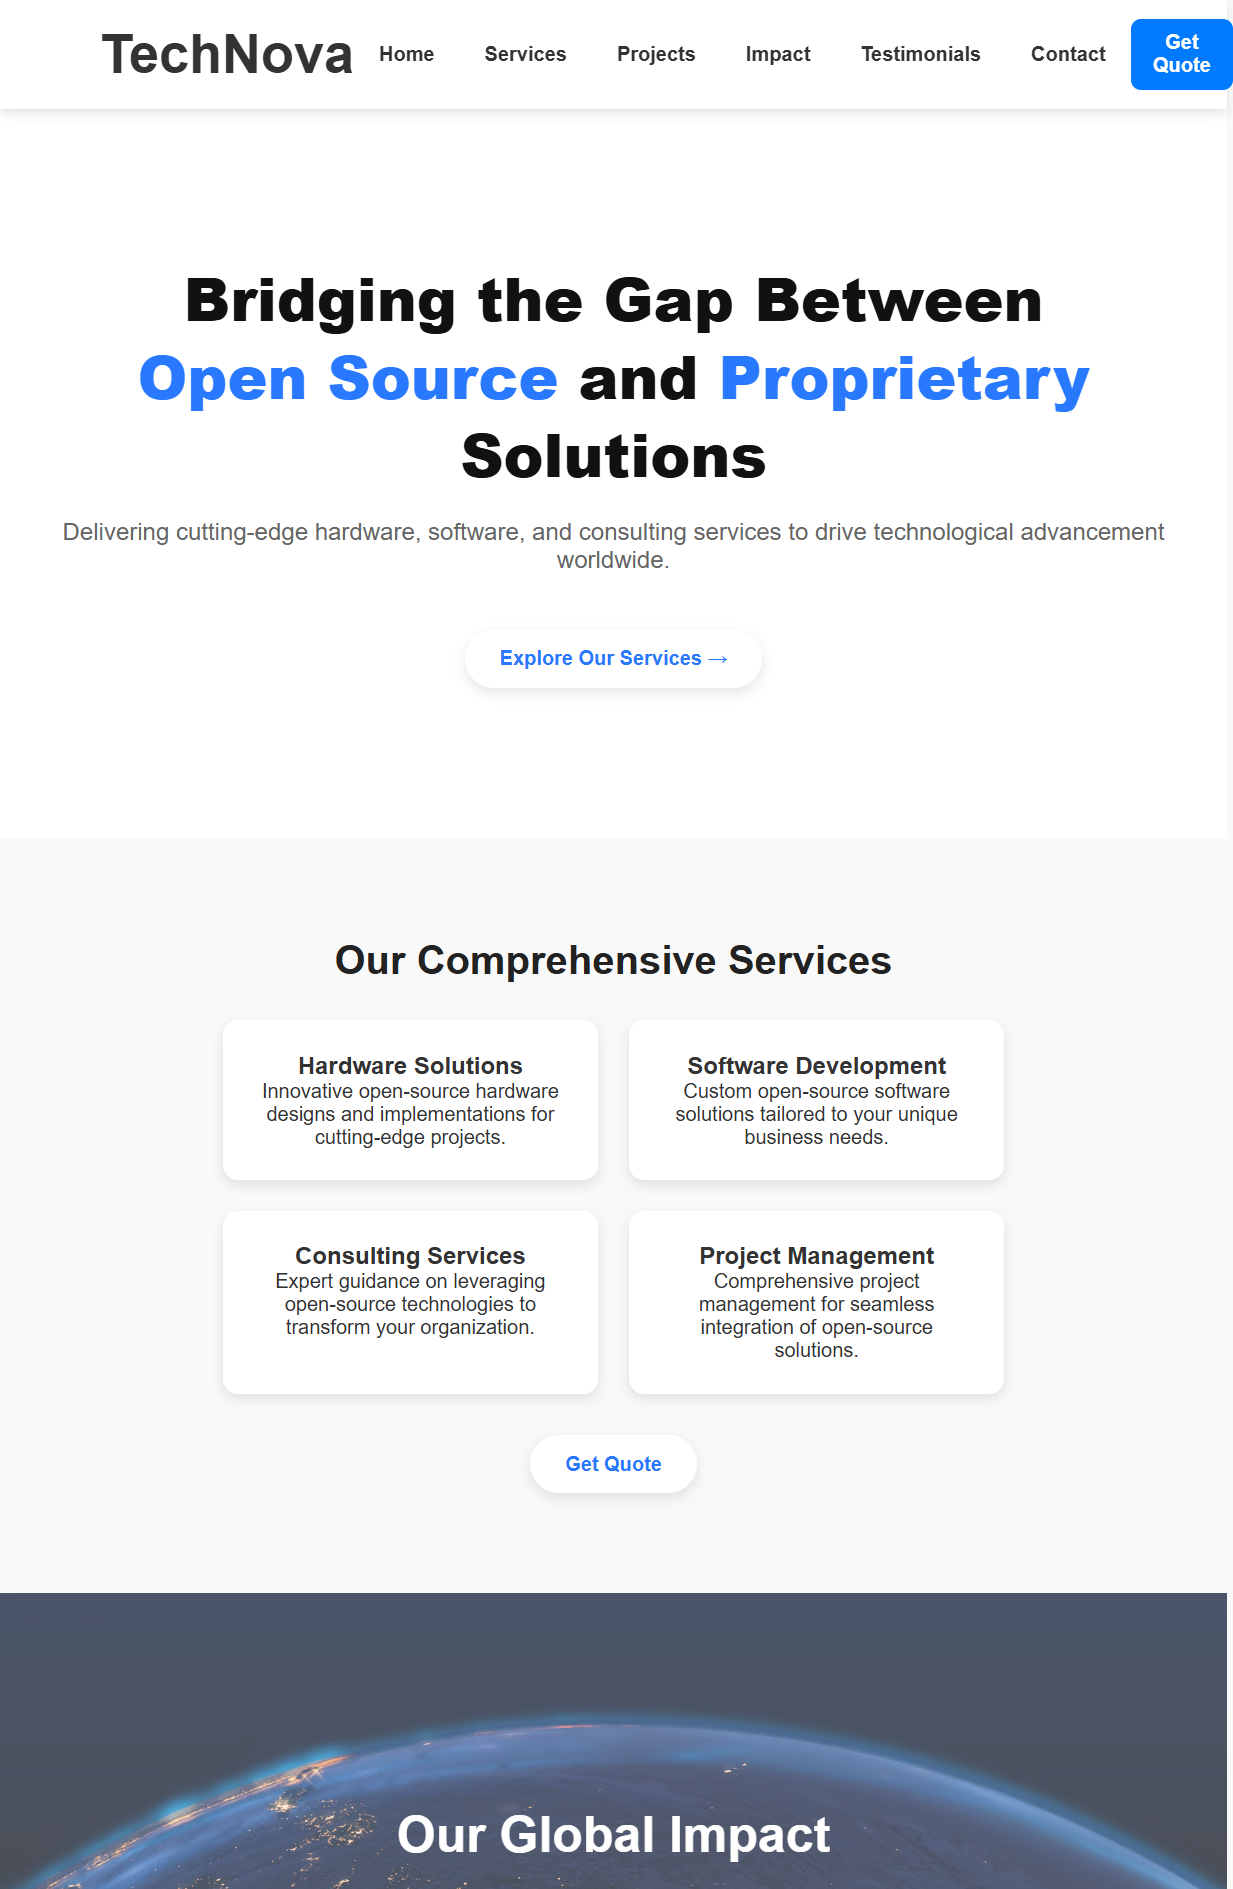 TechNova
Home
Services
Projects
Impact
Testimonials
Contact
Get
Quote
Bridging the Gap Between
Open Source and Proprietary
Solutions
Delivering cutting-edge hardware, software, and consulting services to drive technological advancement
worldwide.
Explore Our Services →
Our Comprehensive Services
Hardware Solutions
Innovative open-source hardware
designs and implementations for
cutting-edge projects.
Software Development
Custom open-source software
solutions tailored to your unique
business needs.
Consulting Services
Expert guidance on leveraging
open-source technologies to
transform your organization.
Project Management
Comprehensive project
management for seamless
integration of open-source
solutions.
Get Quote
Our Global Impact